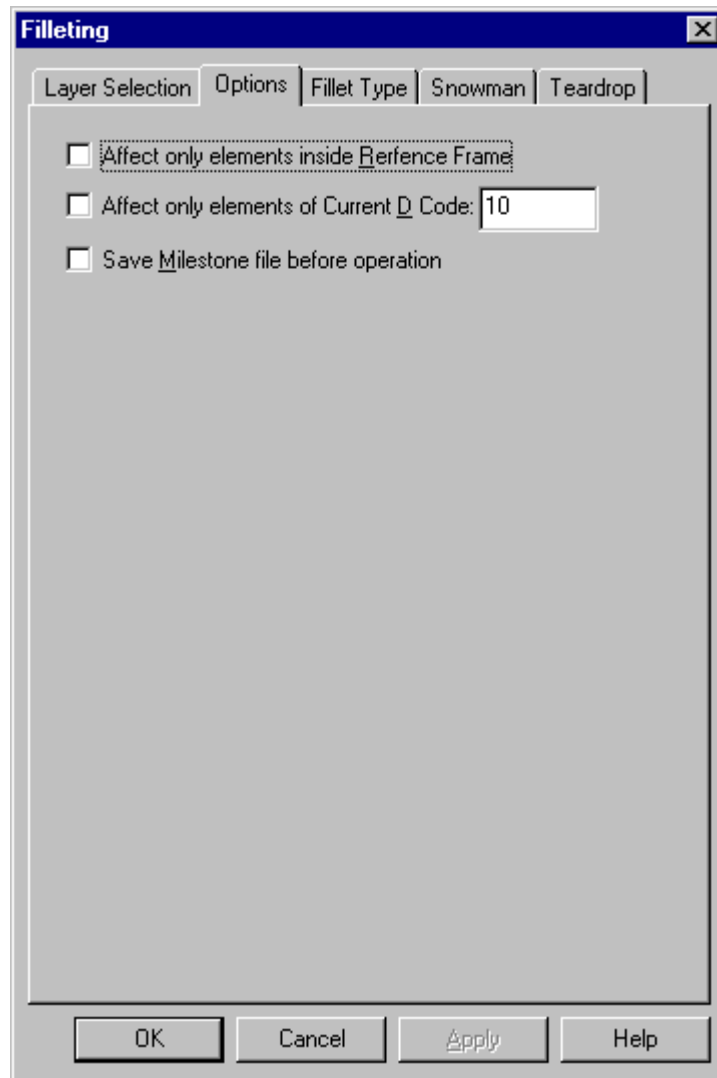 Filleting
Layer Selection Options Fillet Type Snowman Teardrop
Affect only elements inside Rerfence Frame
Affect only elements of Current D Code: 10
Save Milestone file before operation
OK Cancel Apply Help